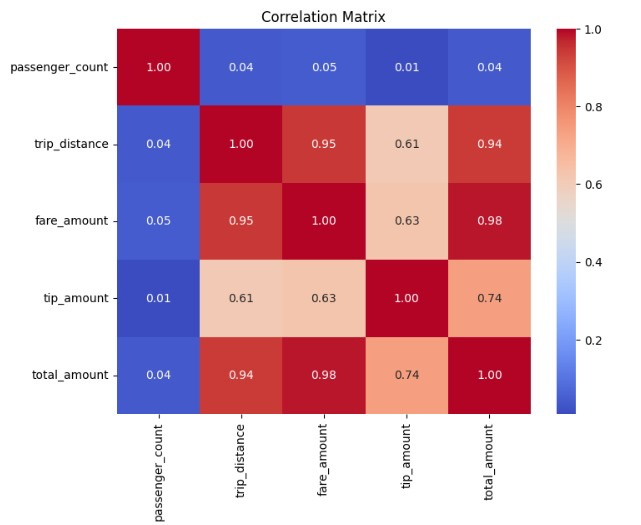 Correlation Matrix
passenger_count 1.00 0.04 0.05 0.01 0.04
trip_distance 0.04 1.00 0.95 0.61 0.94
fare_amount 0.05 0.95 1.00 0.63 0.98
tip_amount 0.01 0.61 0.63 1.00 0.74
total_amount 0.04 0.94 0.98 0.74 1.00
passenger_count
trip_distance
fare_amount
tip_amount
total_amount
1.0
0.8
0.6
0.4
0.2